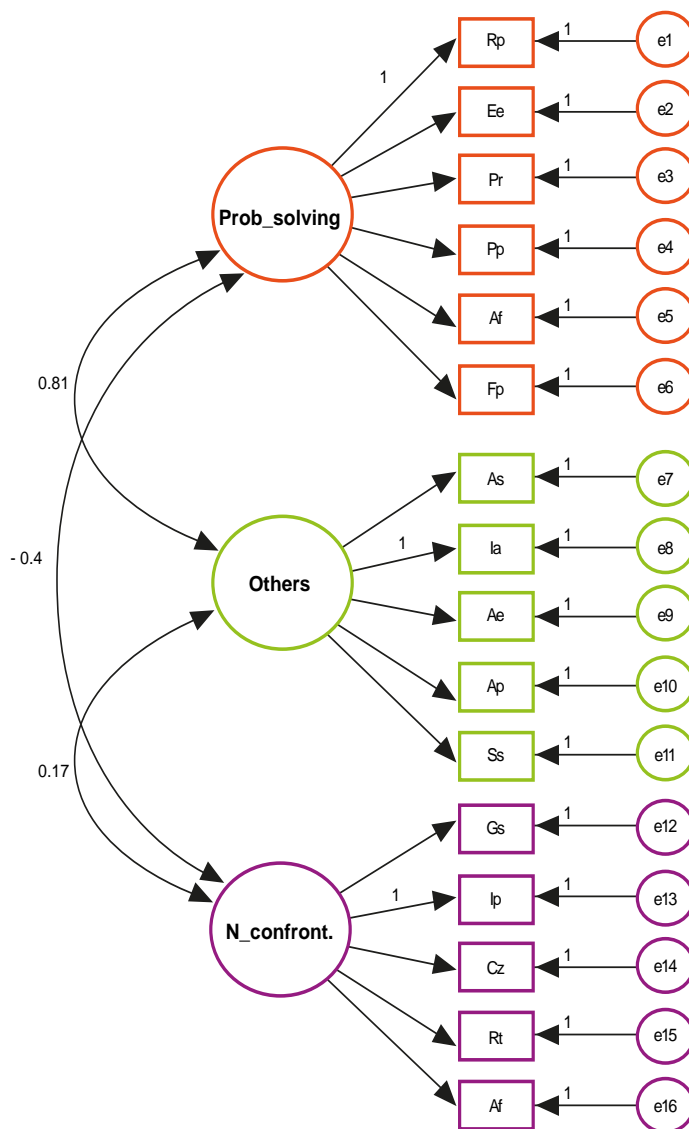 Rp 1 e1
1
Ee 1 e2
Pr 1 e3
Prob_solving
Pp 1 e4
Af 1 e5
Fp 1 e6
0.81
As 1 e7
1 Ia 1 e8
- 0.4
Others
Ae 1 e9
Ap 1 e10
Ss 1 e11
0.17
Gs 1 e12
1 Ip 1 e13
N_confront.
Cz 1 e14
Rt 1 e15
Af 1 e16